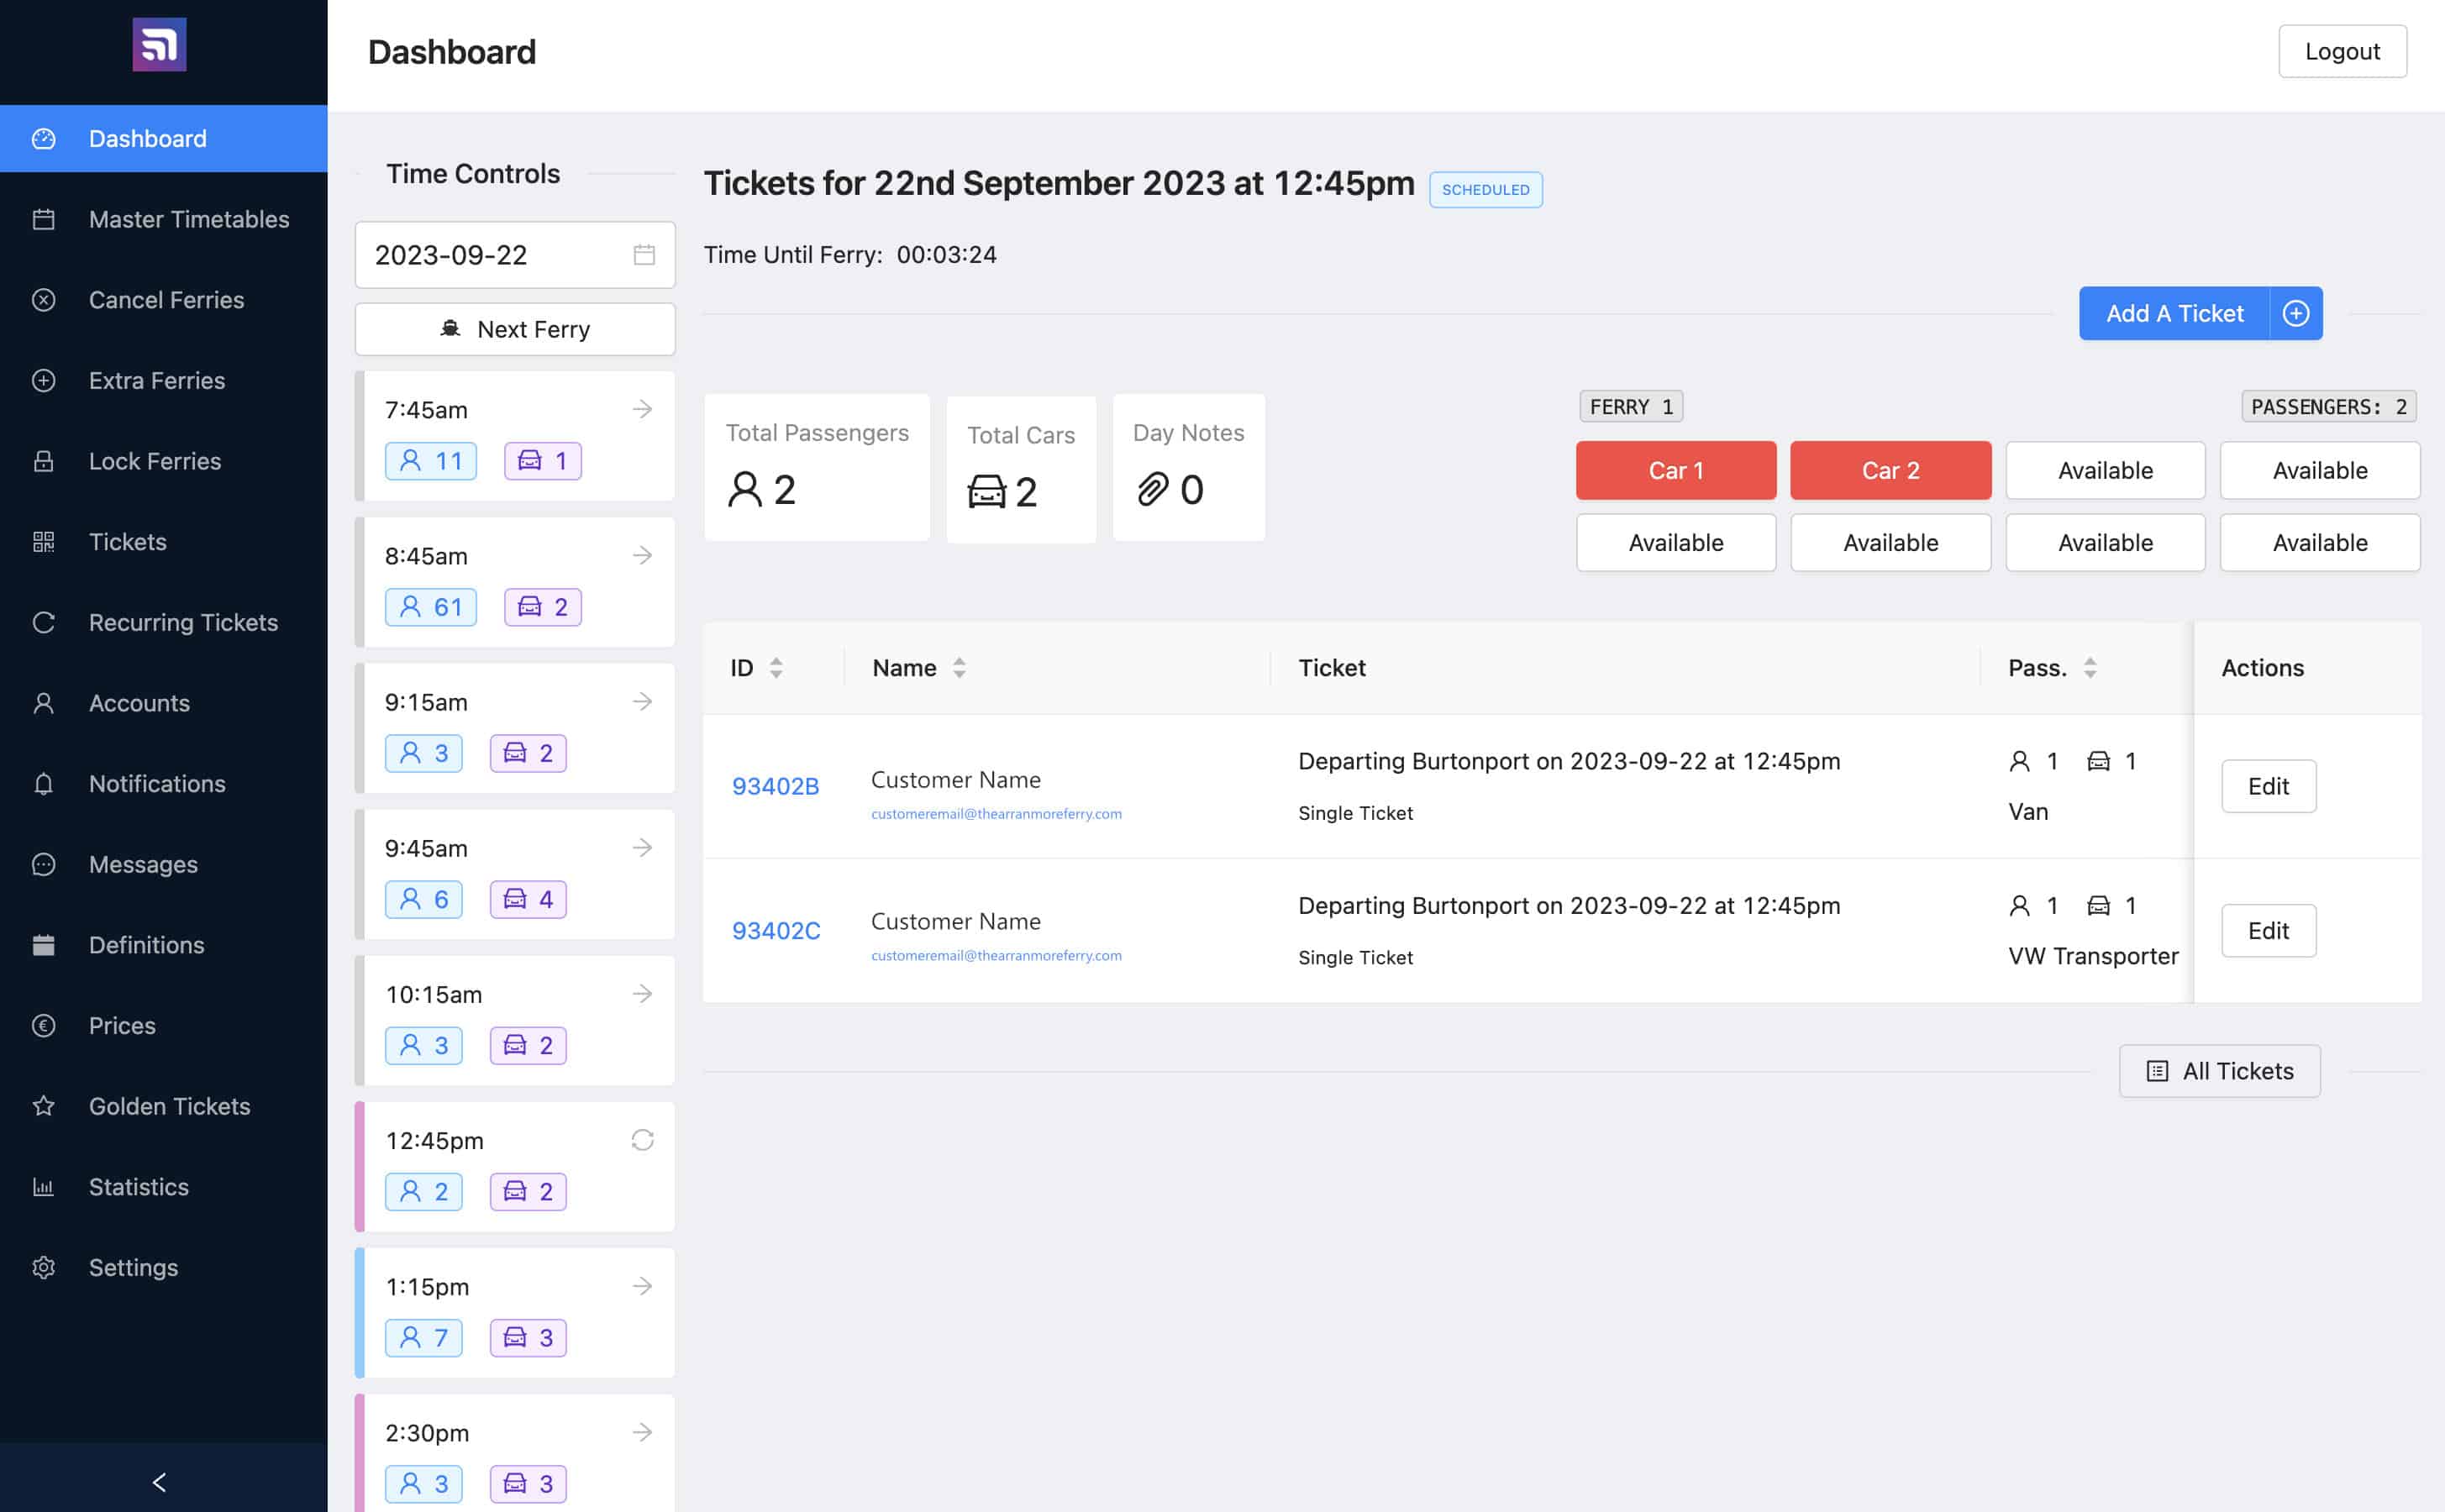 Dashboard
Logout
Dashboard
Master Timetables
Cancel Ferries
Extra Ferries
Lock Ferries
Tickets
Recurring Tickets
Accounts
Notifications
Messages
Definitions
Prices
Golden Tickets
Statistics
Settings
Time Controls
2023-09-22
Next Ferry
7:45am
11 1
8:45am
61 2
9:15am
3 2
9:45am
6 4
10:15am
3 2
12:45pm
2 2
1:15pm
7 3
2:30pm
3 3
Tickets for 22nd September 2023 at 12:45pm SCHEDULED
Time Until Ferry: 00:03:24
Add A Ticket
Total Passengers
2
Total Cars
2
Day Notes
0
FERRY 1 PASSENGERS: 2
Car 1 Car 2 Available Available
Available Available Available Available
ID Name Ticket Pass. Actions
93402B
Customer Name
customeremail@thearranmoreferry.com
Departing Burtonport on 2023-09-22 at 12:45pm
Single Ticket
1 1
Van
Edit
93402C
Customer Name
customeremail@thearranmoreferry.com
Departing Burtonport on 2023-09-22 at 12:45pm
Single Ticket
1 1
VW Transporter
Edit
All Tickets